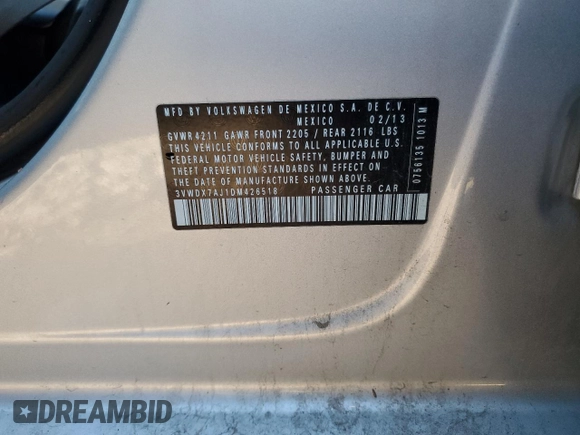 MFD BY VOLKSWAGEN DE MEXICO S.A. DE C.V.
MEXICO 02/13
GVWR 4211 GAWR FRONT 2205 / REAR 2116 LBS
THIS VEHICLE CONFORMS TO ALL APPLICABLE U.S.
FEDERAL MOTOR VEHICLE SAFETY, BUMPER AND
THEFT PREVENTION STANDARDS IN EFFECT ON
THE DATE OF MANUFACTURE SHOWN ABOVE.
3VWDX7AJ1DM426518 PASSENGER CAR
0756135 1013 M
DREAMBID